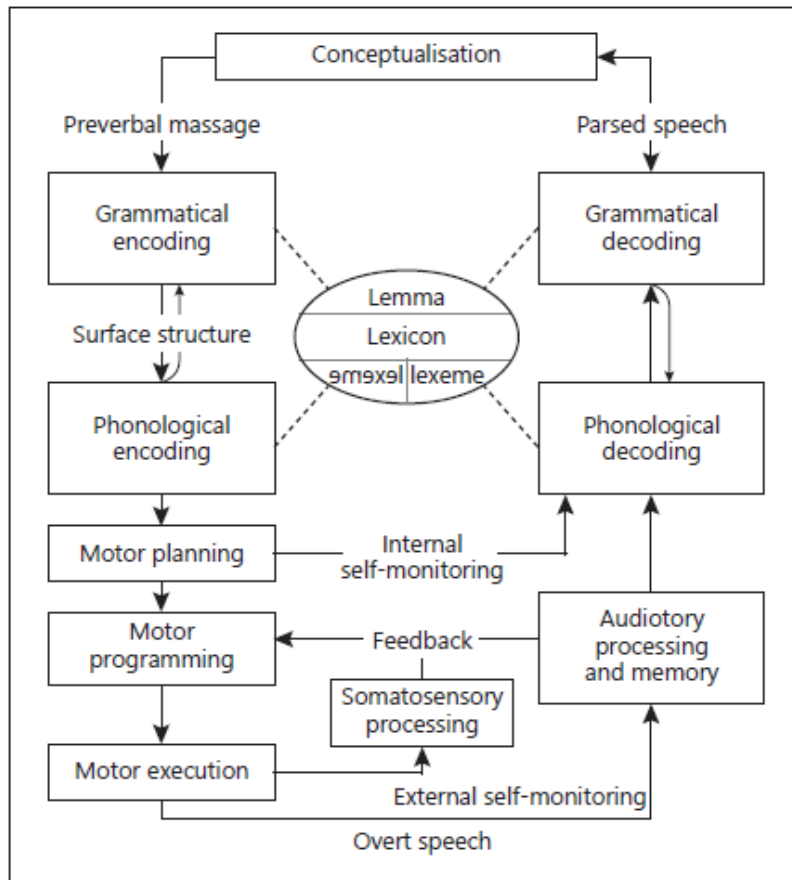 Conceptualisation
Preverbal massage
Parsed speech
Grammatical
encoding
Grammatical
decoding
Lemma
Lexicon
lexeme lexeme
Surface structure
Phonological
encoding
Phonological
decoding
Motor planning
Internal
self-monitoring
Motor
programming
Feedback
Audiotory
processing
and memory
Somatosensory
processing
Motor execution
External self-monitoring
Overt speech